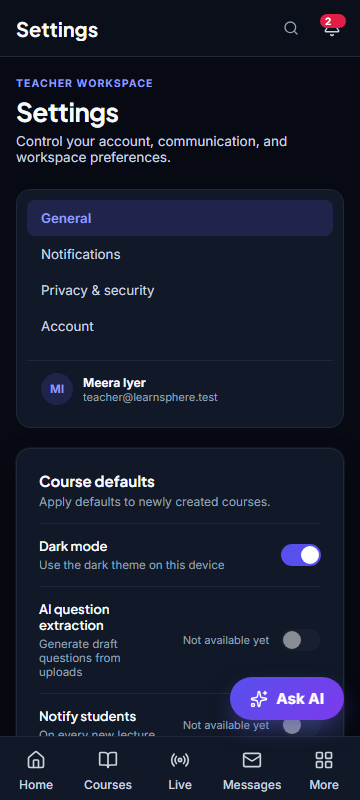 Settings
2
TEACHER WORKSPACE
Settings
Control your account, communication, and
workspace preferences.
General
Notifications
Privacy & security
Account
MI
Meera Iyer
teacher@learnsphere.test
Course defaults
Apply defaults to newly created courses.
Dark mode
Use the dark theme on this device
AI question
extraction
Generate draft
questions from
uploads
Not available yet
Ask AI
Notify students
Not available yet
On every new lecture
Home
Courses
Live
Messages
More